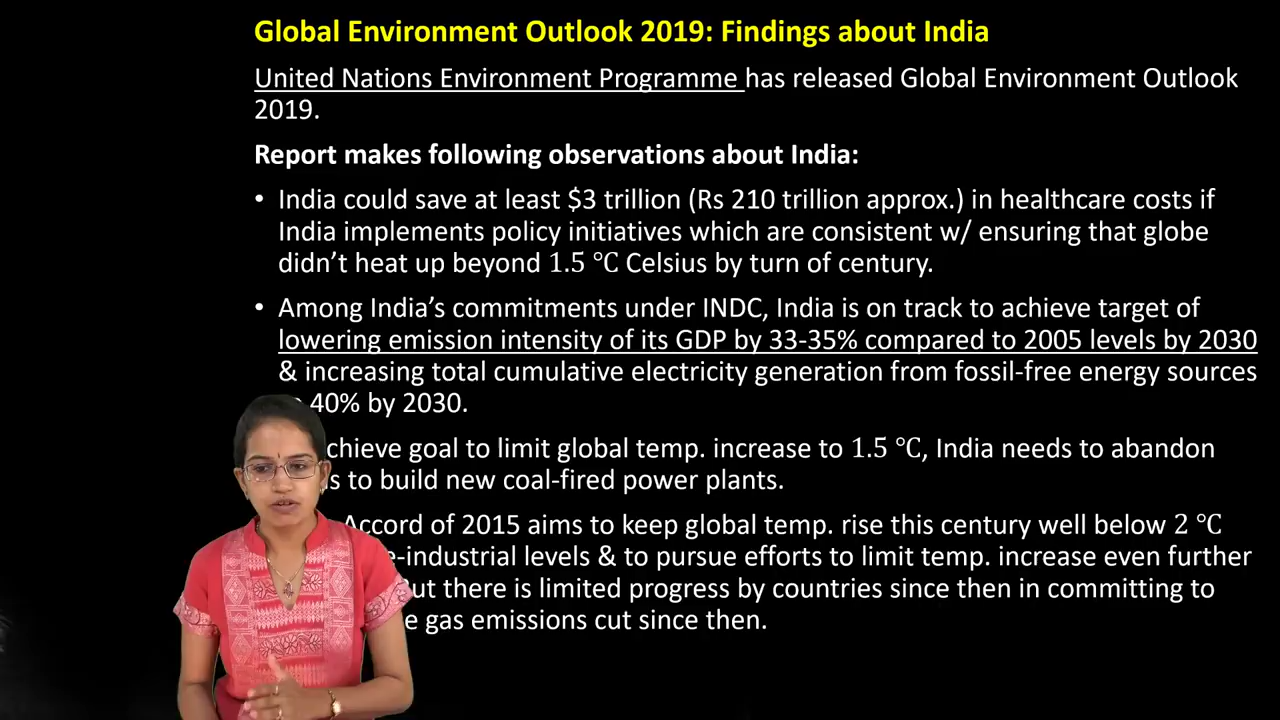 Global Environment Outlook 2019: Findings about India
United Nations Environment Programme has released Global Environment Outlook
2019.
Report makes following observations about India:
• India could save at least $3 trillion (Rs 210 trillion approx.) in healthcare costs if
India implements policy initiatives which are consistent w/ ensuring that globe
didn't heat up beyond 1.5 ℃ Celsius by turn of century.
• Among India's commitments under INDC, India is on track to achieve target of
lowering emission intensity of its GDP by 33-35% compared to 2005 levels by 2030
& increasing total cumulative electricity generation from fossil-free energy sources
40% by 2030.
chieve goal to limit global temp. increase to 1.5 ℃, India needs to abandon
s to build new coal-fired power plants.
Accord of 2015 aims to keep global temp. rise this century well below 2 ℃
e-industrial levels & to pursue efforts to limit temp. increase even further
ut there is limited progress by countries since then in committing to
e gas emissions cut since then.